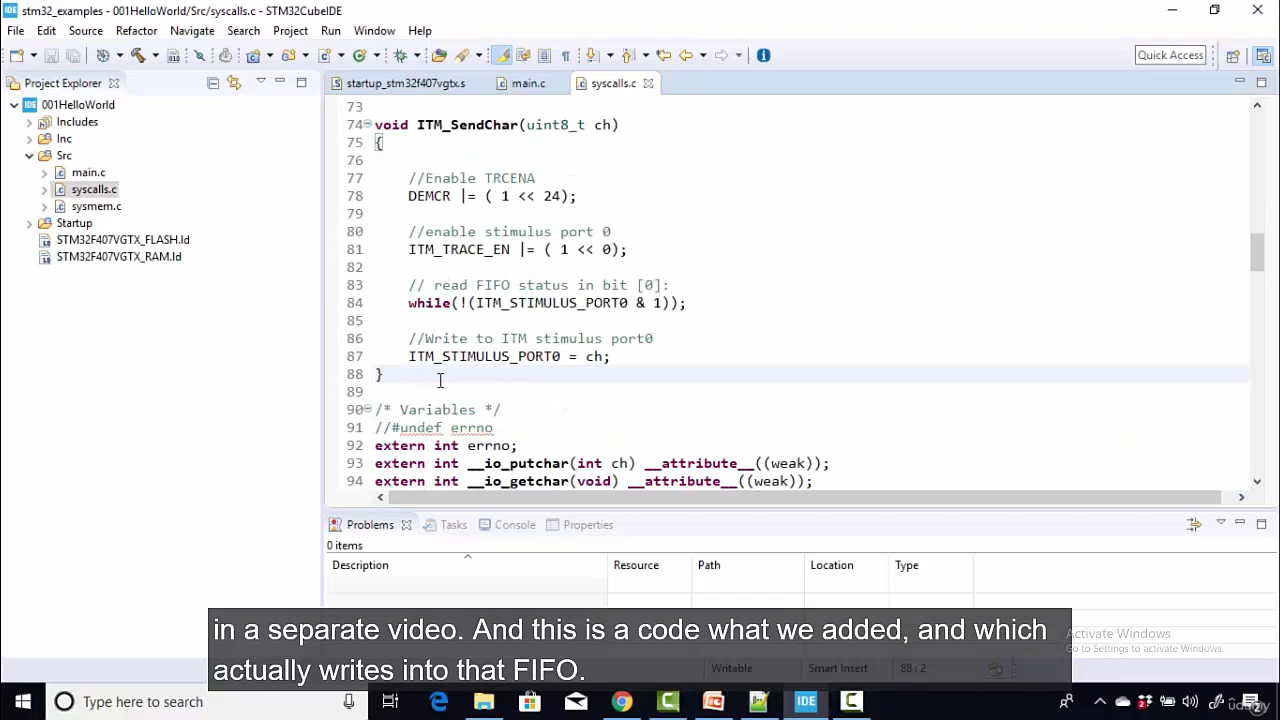 stm32_examples - 001HelloWorld/Src/syscalls.c - STM32CubeIDE
File Edit Source Refactor Navigate Search Project Run Window Help
Quick Access
Project Explorer
001HelloWorld
Includes
Inc
Src
main.c
syscalls.c
sysmem.c
Startup
STM32F407VGTX_FLASH.ld
STM32F407VGTX_RAM.ld
startup_stm32f407vgtx.s main.c syscalls.c
73
74 void ITM_SendChar(uint8_t ch)
75 {
76
77 //Enable TRCENA
78 DEMCR |= ( 1 << 24);
79
80 //enable stimulus port 0
81 ITM_TRACE_EN |= ( 1 << 0);
82
83 // read FIFO status in bit [0]:
84 while(!(ITM_STIMULUS_PORT0 & 1));
85
86 //Write to ITM stimulus port0
87 ITM_STIMULUS_PORT0 = ch;
88 }
89
90 /* Variables */
91 //#undef errno
92 extern int errno;
93 extern int __io_putchar(int ch) __attribute__((weak));
94 extern int __io_getchar(void) __attribute__((weak));
Problems Tasks Console Properties
0 items
Description Resource Path Location Type
in a separate video. And this is a code what we added, and which
actually writes into that FIFO.
Activate Windows
Go to Settings to activate Windows.
Writable Smart Insert 88 : 2
Type here to search
IDE